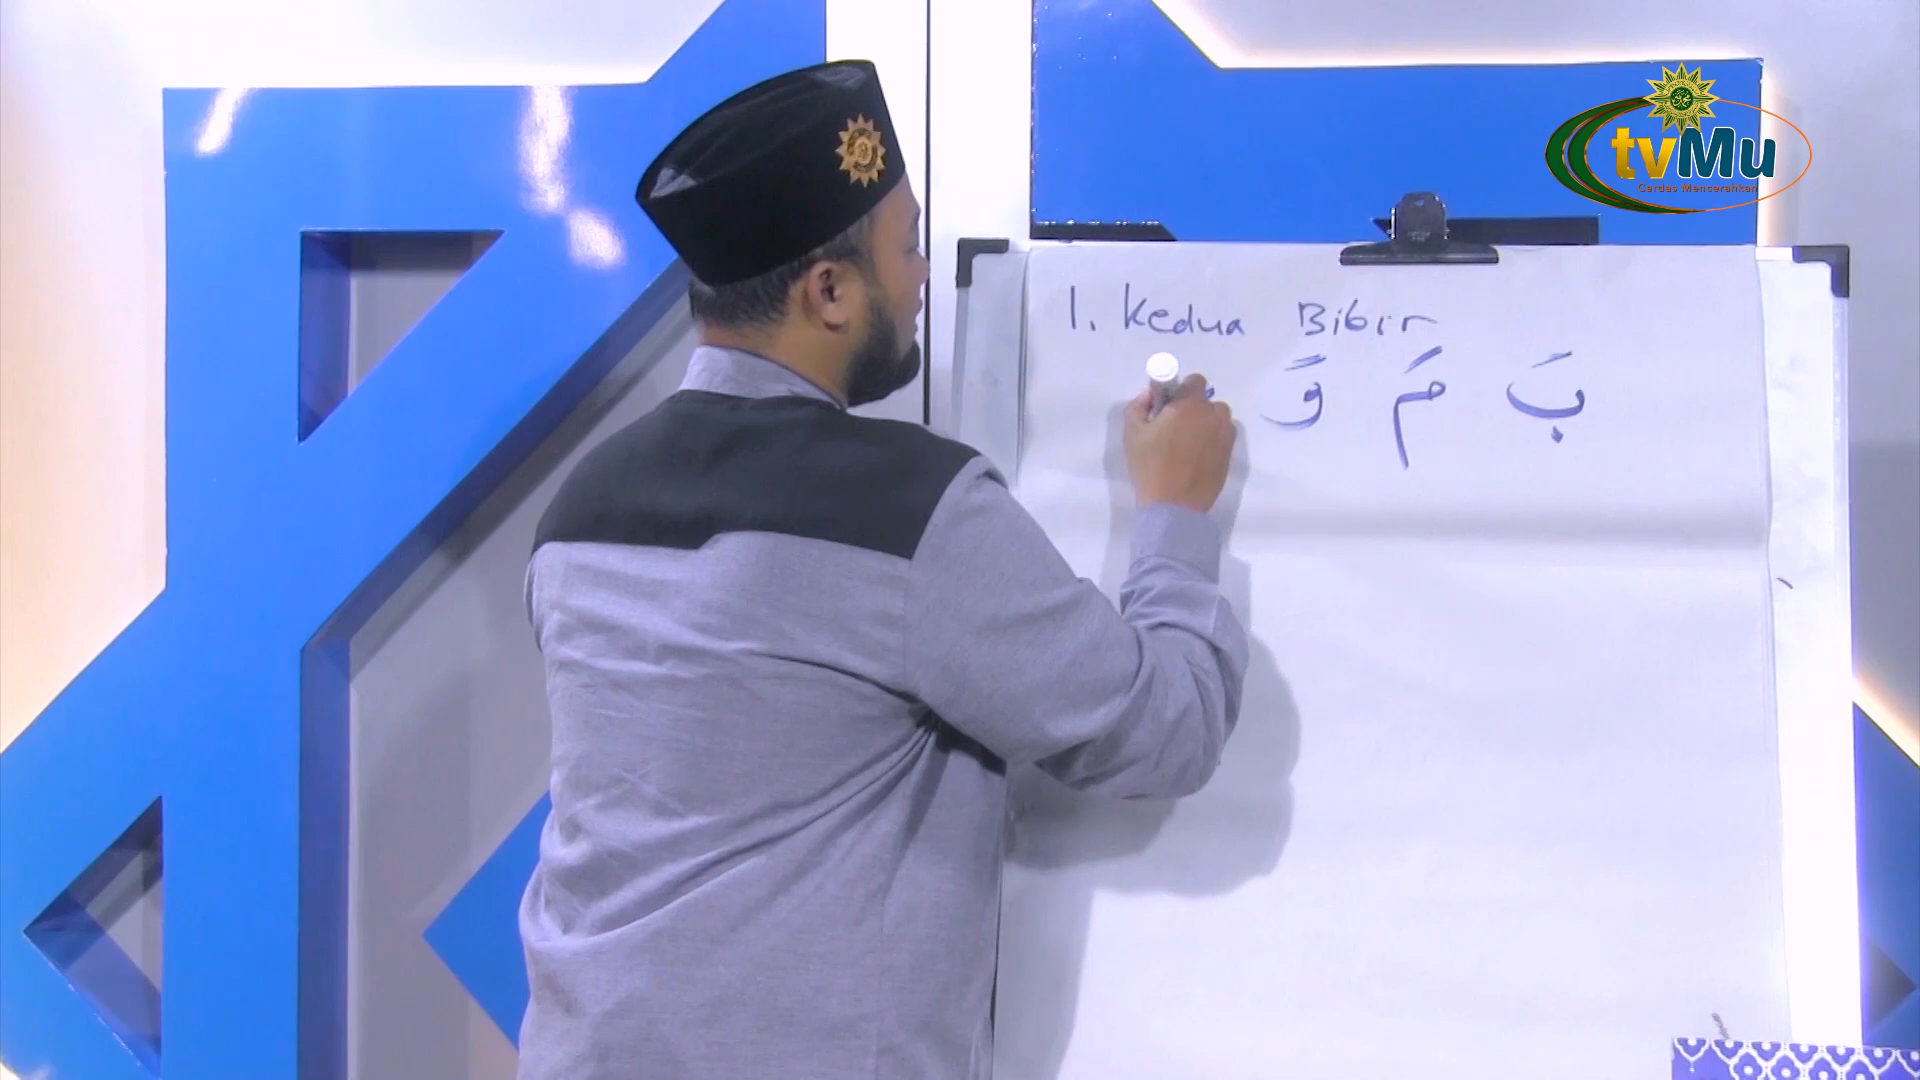 tvMu
Cerdas Mencerahkan
1. Kedua Bibir
بَ مَ وَ